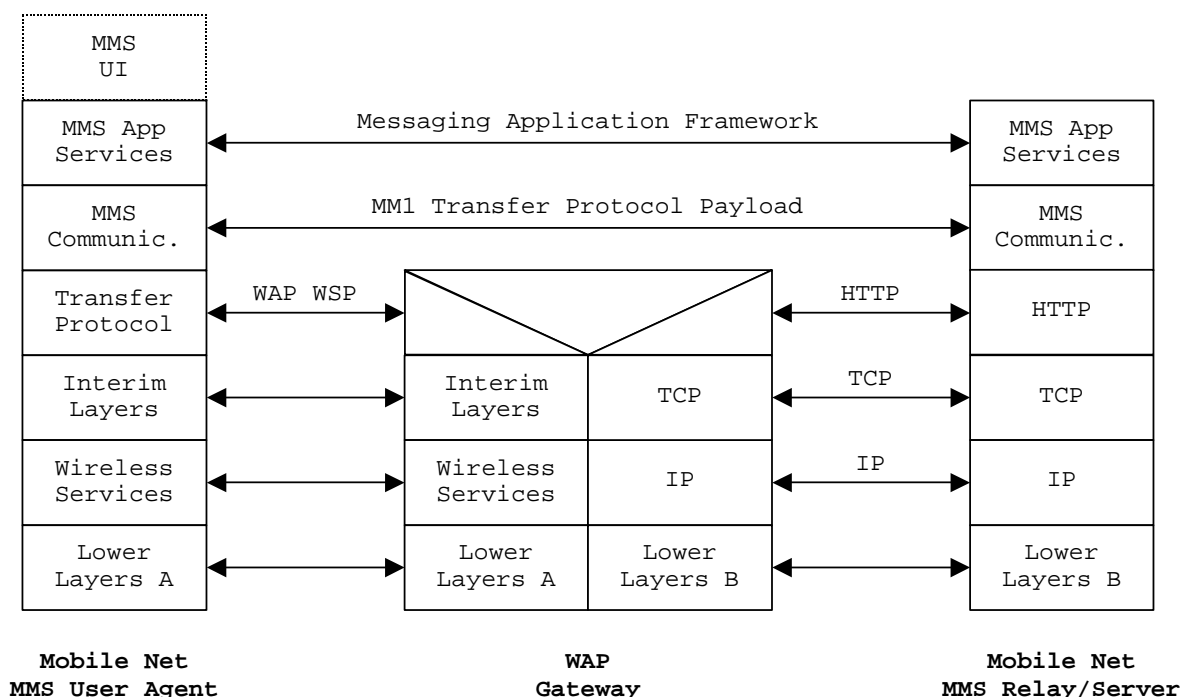 MMS
UI
MMS App
Services
Messaging Application Framework
MMS App
Services
MMS
Communic.
MM1 Transfer Protocol Payload
MMS
Communic.
Transfer
Protocol
WAP WSP
HTTP
HTTP
Interim
Layers
Interim
Layers
TCP
TCP
TCP
Wireless
Services
Wireless
Services
IP
IP
IP
Lower
Layers A
Lower
Layers A
Lower
Layers B
Lower
Layers B
Mobile Net
MMS User Agent
WAP
Gateway
Mobile Net
MMS Relay/Server